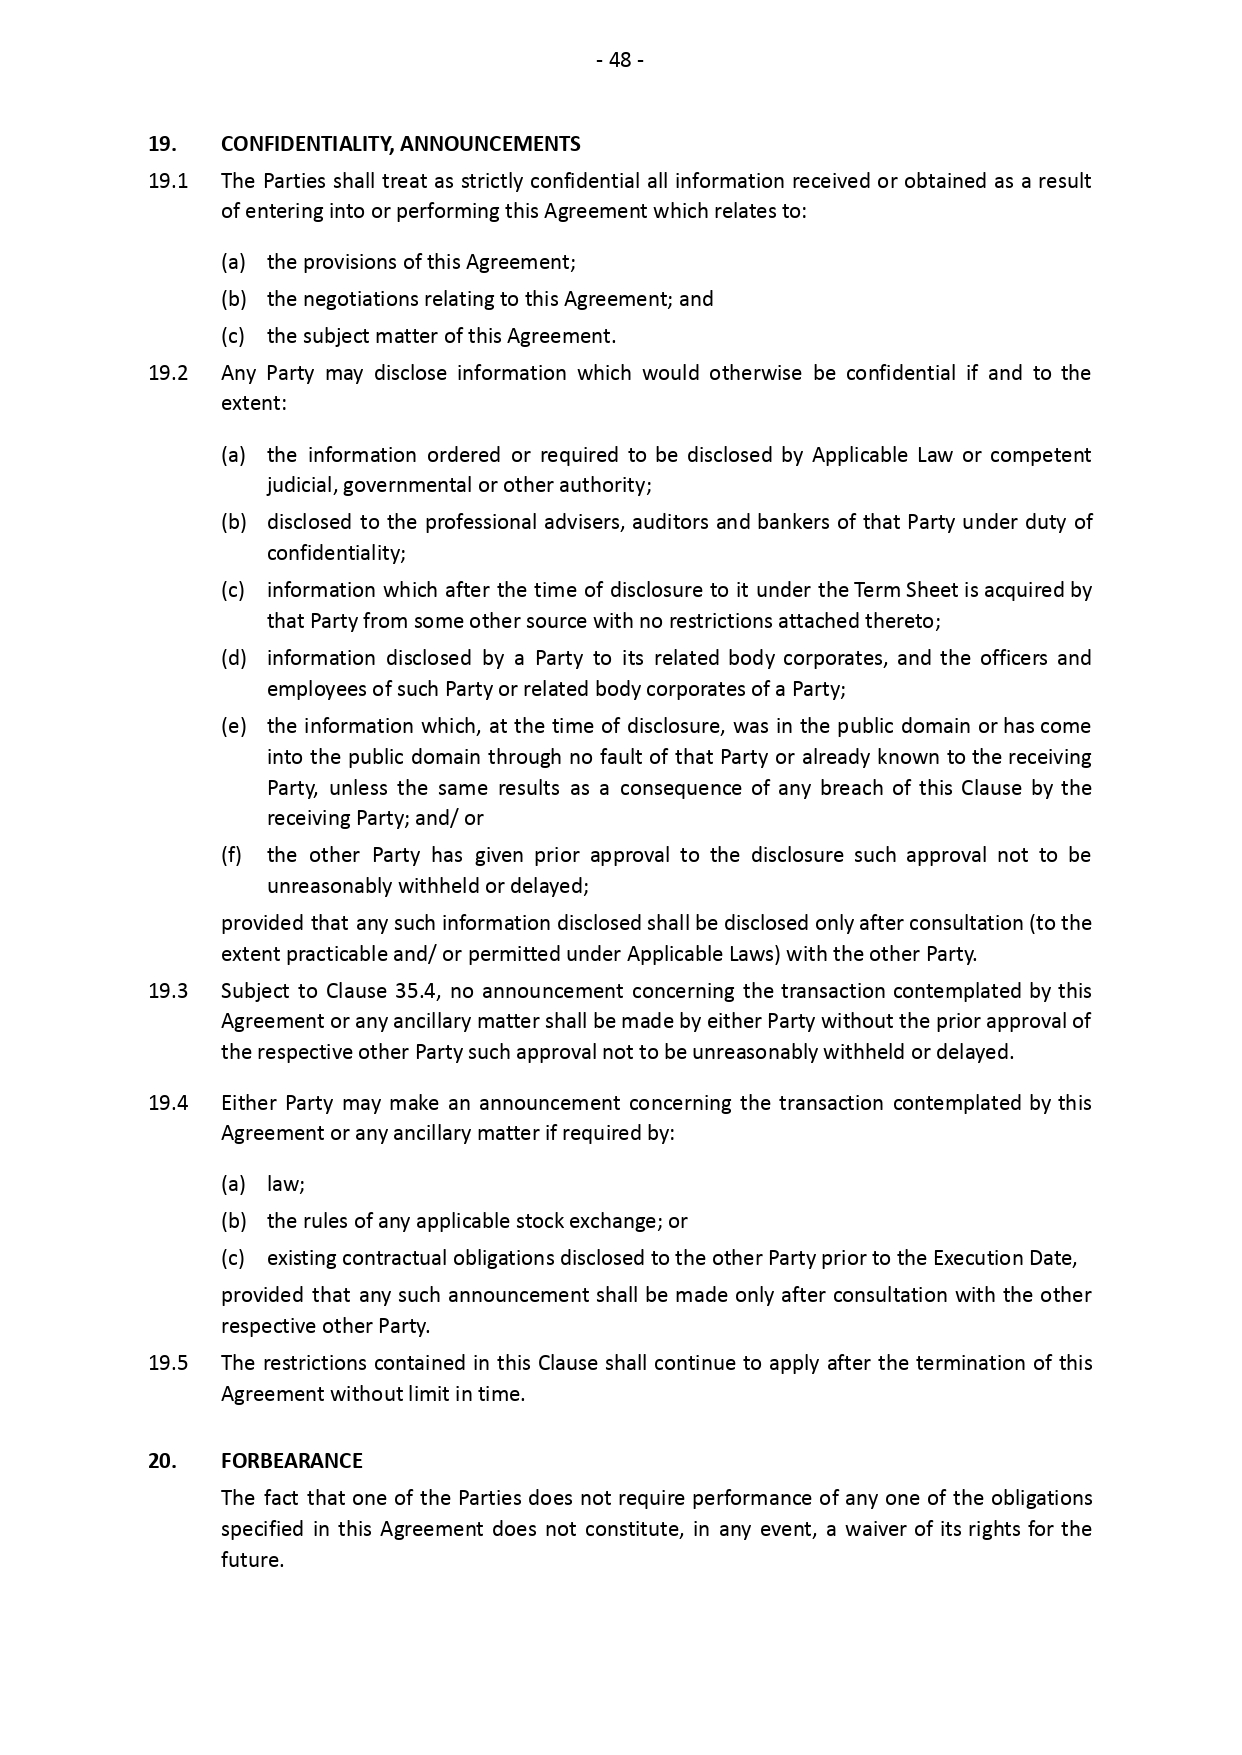 - 48 -
19. CONFIDENTIALITY, ANNOUNCEMENTS
19.1 The Parties shall treat as strictly confidential all information received or obtained as a result
of entering into or performing this Agreement which relates to:
(a) the provisions of this Agreement;
(b) the negotiations relating to this Agreement; and
(c) the subject matter of this Agreement.
19.2 Any Party may disclose information which would otherwise be confidential if and to the
extent:
(a) the information ordered or required to be disclosed by Applicable Law or competent
judicial, governmental or other authority;
(b) disclosed to the professional advisers, auditors and bankers of that Party under duty of
confidentiality;
(c) information which after the time of disclosure to it under the Term Sheet is acquired by
that Party from some other source with no restrictions attached thereto;
(d) information disclosed by a Party to its related body corporates, and the officers and
employees of such Party or related body corporates of a Party;
(e) the information which, at the time of disclosure, was in the public domain or has come
into the public domain through no fault of that Party or already known to the receiving
Party, unless the same results as a consequence of any breach of this Clause by the
receiving Party; and/ or
(f) the other Party has given prior approval to the disclosure such approval not to be
unreasonably withheld or delayed;
provided that any such information disclosed shall be disclosed only after consultation (to the
extent practicable and/ or permitted under Applicable Laws) with the other Party.
19.3 Subject to Clause 35.4, no announcement concerning the transaction contemplated by this
Agreement or any ancillary matter shall be made by either Party without the prior approval of
the respective other Party such approval not to be unreasonably withheld or delayed.
19.4 Either Party may make an announcement concerning the transaction contemplated by this
Agreement or any ancillary matter if required by:
(a) law;
(b) the rules of any applicable stock exchange; or
(c) existing contractual obligations disclosed to the other Party prior to the Execution Date,
provided that any such announcement shall be made only after consultation with the other
respective other Party.
19.5 The restrictions contained in this Clause shall continue to apply after the termination of this
Agreement without limit in time.
20. FORBEARANCE
The fact that one of the Parties does not require performance of any one of the obligations
specified in this Agreement does not constitute, in any event, a waiver of its rights for the
future.